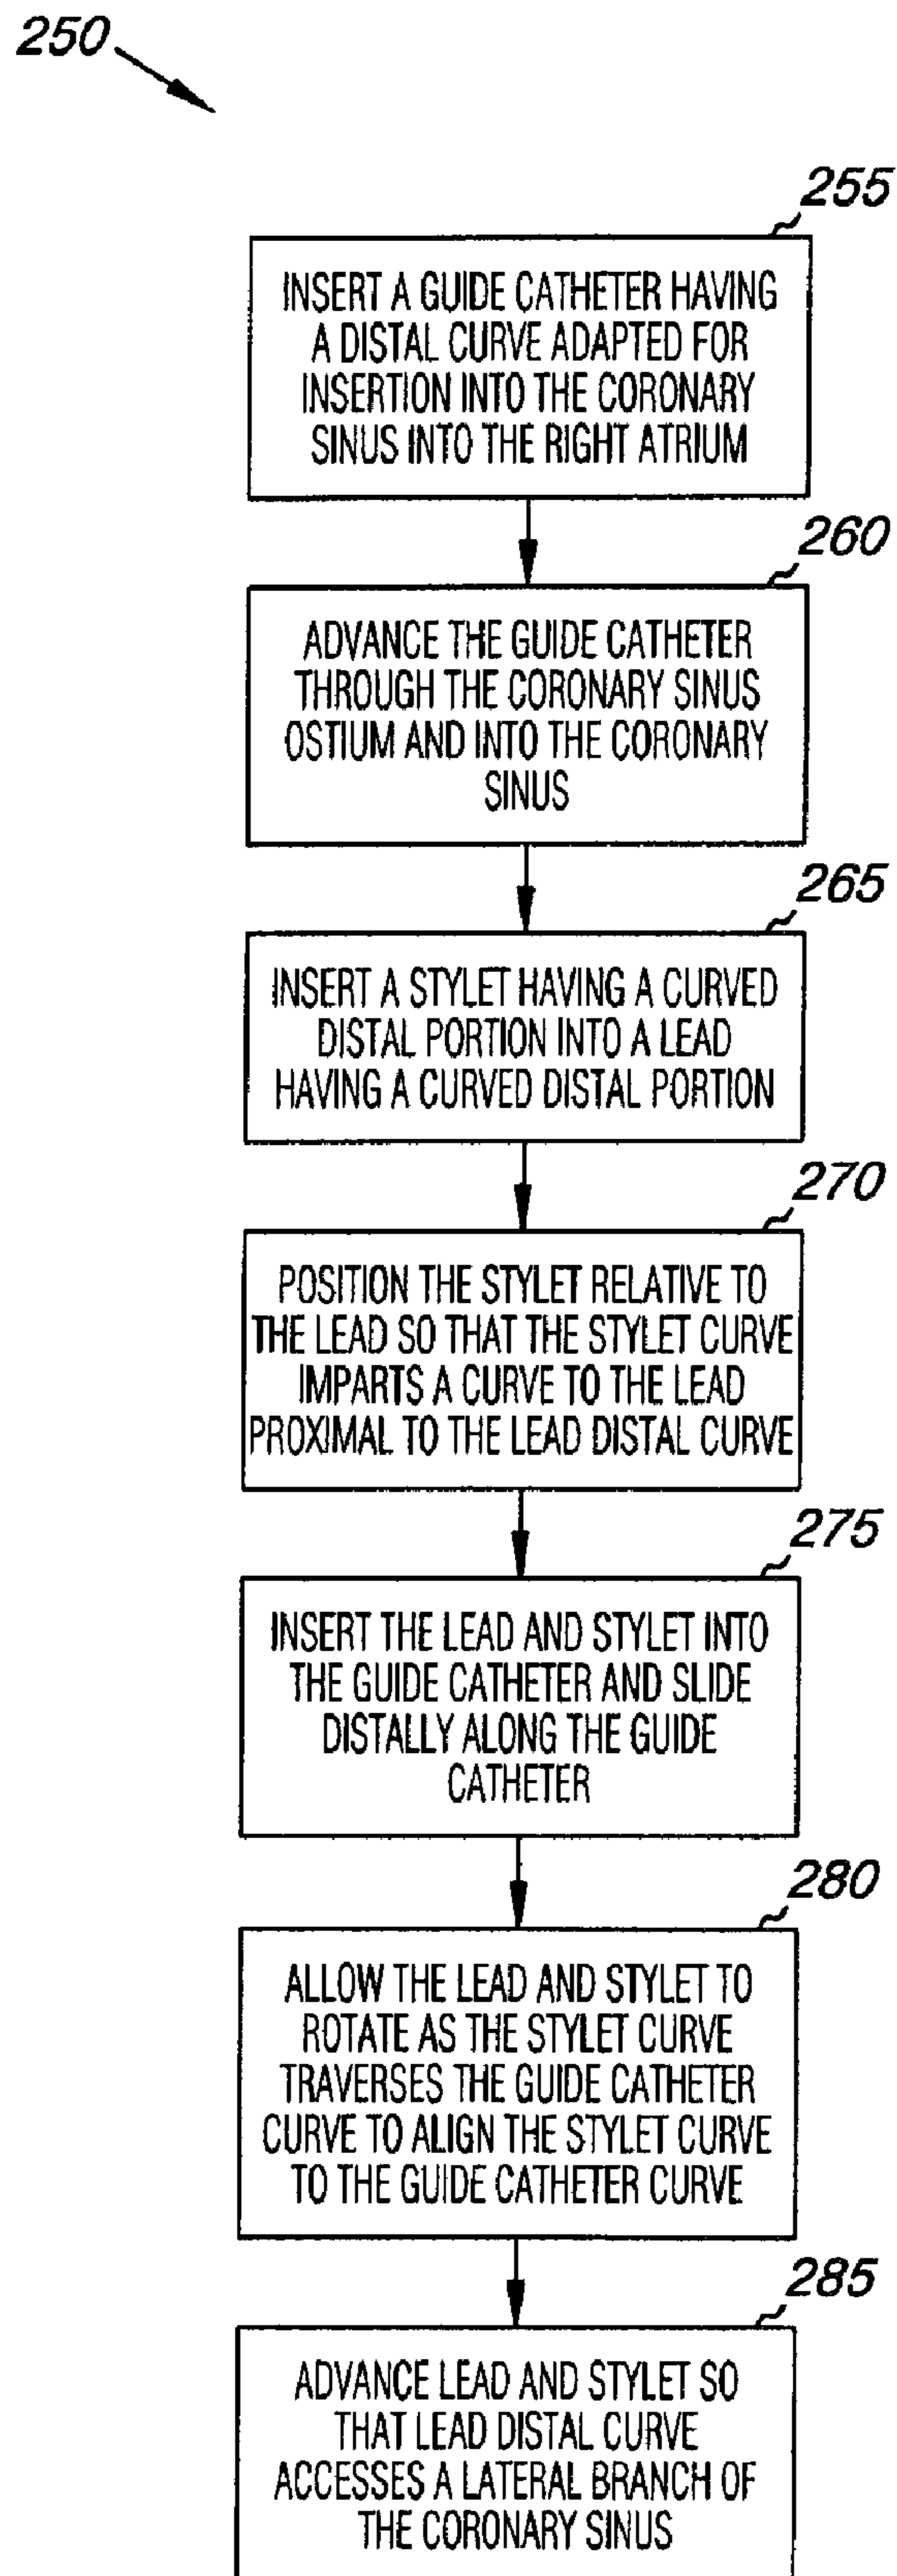 250
255
INSERT A GUIDE CATHETER HAVING
A DISTAL CURVE ADAPTED FOR
INSERTION INTO THE CORONARY
SINUS INTO THE RIGHT ATRIUM
260
ADVANCE THE GUIDE CATHETER
THROUGH THE CORONARY SINUS
OSTIUM AND INTO THE CORONARY
SINUS
265
INSERT A STYLET HAVING A CURVED
DISTAL PORTION INTO A LEAD
HAVING A CURVED DISTAL PORTION
270
POSITION THE STYLET RELATIVE TO
THE LEAD SO THAT THE STYLET CURVE
IMPARTS A CURVE TO THE LEAD
PROXIMAL TO THE LEAD DISTAL CURVE
275
INSERT THE LEAD AND STYLET INTO
THE GUIDE CATHETER AND SLIDE
DISTALLY ALONG THE GUIDE
CATHETER
280
ALLOW THE LEAD AND STYLET TO
ROTATE AS THE STYLET CURVE
TRAVERSES THE GUIDE CATHETER
CURVE TO ALIGN THE STYLET CURVE
TO THE GUIDE CATHETER CURVE
285
ADVANCE LEAD AND STYLET SO
THAT LEAD DISTAL CURVE
ACCESSES A LATERAL BRANCH OF
THE CORONARY SINUS